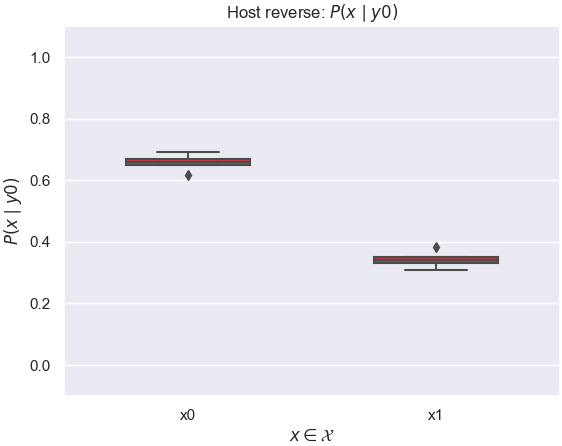 Host reverse: P(x | y0)
1.0
0.8
0.6
0.4
0.2
0.0
P(x | y0)
x0 x1
x ∈ 𝒳